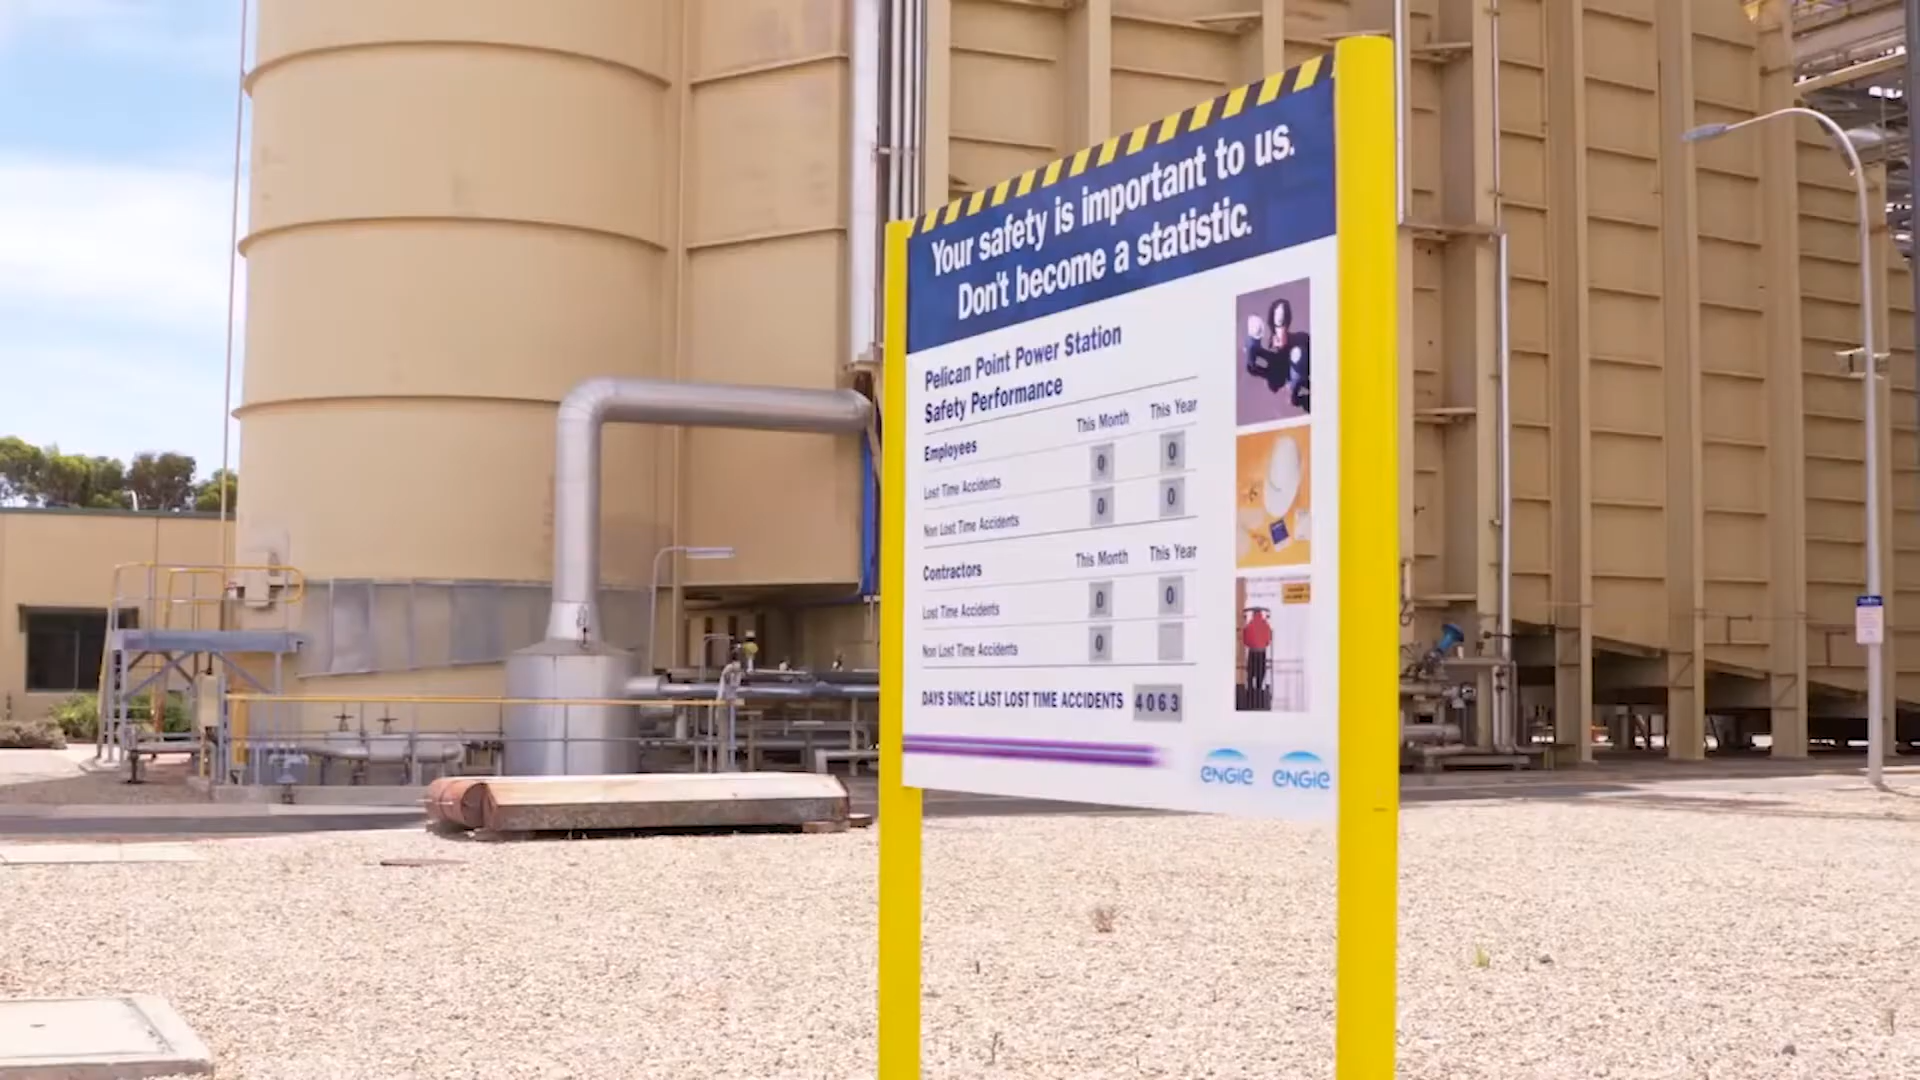 Your safety is important to us.
Don't become a statistic.
Pelican Point Power Station
Safety Performance
Employees This Month This Year
Lost Time Accidents 0 0
Non Lost Time Accidents 0 0
Contractors This Month This Year
Lost Time Accidents 0 0
Non Lost Time Accidents 0
DAYS SINCE LAST LOST TIME ACCIDENTS 4063
ENGIE ENGIE